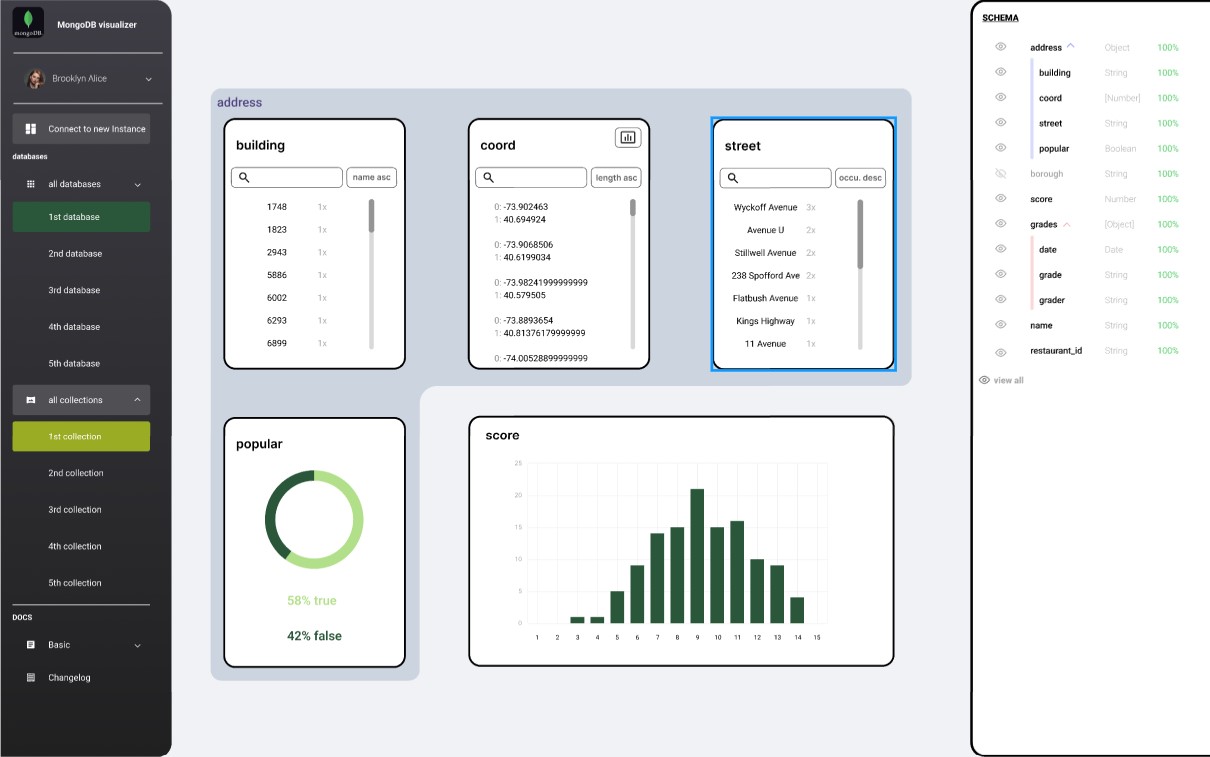 mongoDB.
MongoDB visualizer
Brooklyn Alice
Connect to new Instance
databases
all databases
1st database
2nd database
3rd database
4th database
5th database
all collections
1st collection
2nd collection
3rd collection
4th collection
5th collection
DOCS
Basic
Changelog
address
building
name asc
1748 1x
1823 1x
2943 1x
5886 1x
6002 1x
6293 1x
6899 1x
coord
length asc
0: -73.902463
1: 40.694924
0: -73.9068506
1: 40.6199034
0: -73.98241999999999
1: 40.579505
0: -73.8893654
1: 40.81376179999999
0: -74.00528899999999
street
occu. desc
Wyckoff Avenue 3x
Avenue U 2x
Stillwell Avenue 2x
238 Spofford Ave 2x
Flatbush Avenue 1x
Kings Highway 1x
11 Avenue 1x
popular
58% true
42% false
score
25
20
15
10
5
0
1 2 3 4 5 6 7 8 9 10 11 12 13 14 15
SCHEMA
address Object 100%
building String 100%
coord [Number] 100%
street String 100%
popular Boolean 100%
borough String 100%
score Number 100%
grades [Object] 100%
date Date 100%
grade String 100%
grader String 100%
name String 100%
restaurant_id String 100%
view all